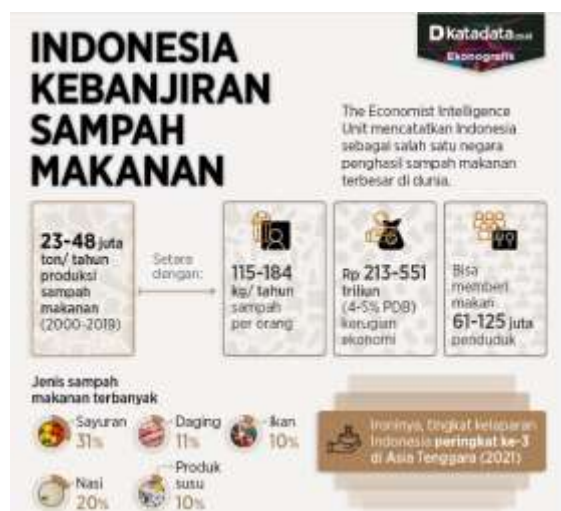 INDONESIA
KEBANJIRAN
SAMPAH
MAKANAN
Dkatadata.co.id
Ekonografik
The Economist Intelligence
Unit mencatatkan Indonesia
sebagai salah satu negara
penghasil sampah makanan
terbesar di dunia.
23-48 juta
ton/ tahun
produksi
sampah
makanan
(2000-2019)
Setara
dengan:
115-184
kg/ tahun
sampah
per orang
Rp 213-551
triliun
(4-5% PDB)
kerugian
ekonomi
Bisa
memberi
makan
61-125 juta
penduduk
Jenis sampah
makanan terbanyak
Sayuran
31%
Daging
11%
Ikan
10%
Nasi
20%
Produk
susu
10%
Ironinya, tingkat kelaparan
Indonesia peringkat ke-3
di Asia Tenggara (2021)